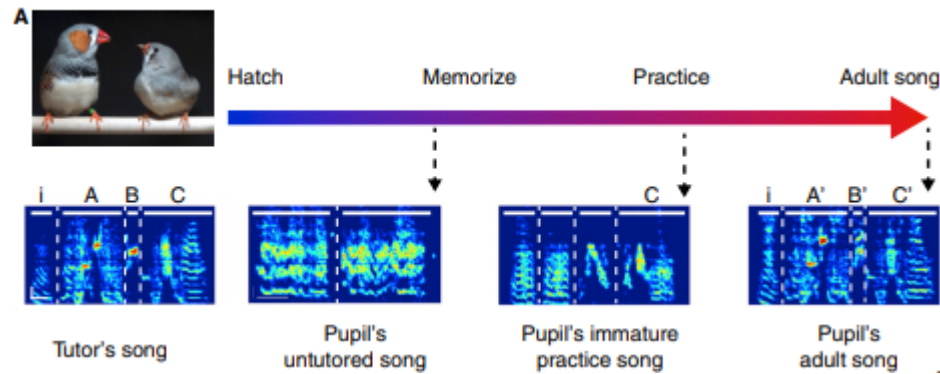 A
Hatch Memorize Practice Adult song
i A B C C i A' B' C'
Tutor's song
Pupil's
untutored song
Pupil's immature
practice song
Pupil's
adult song